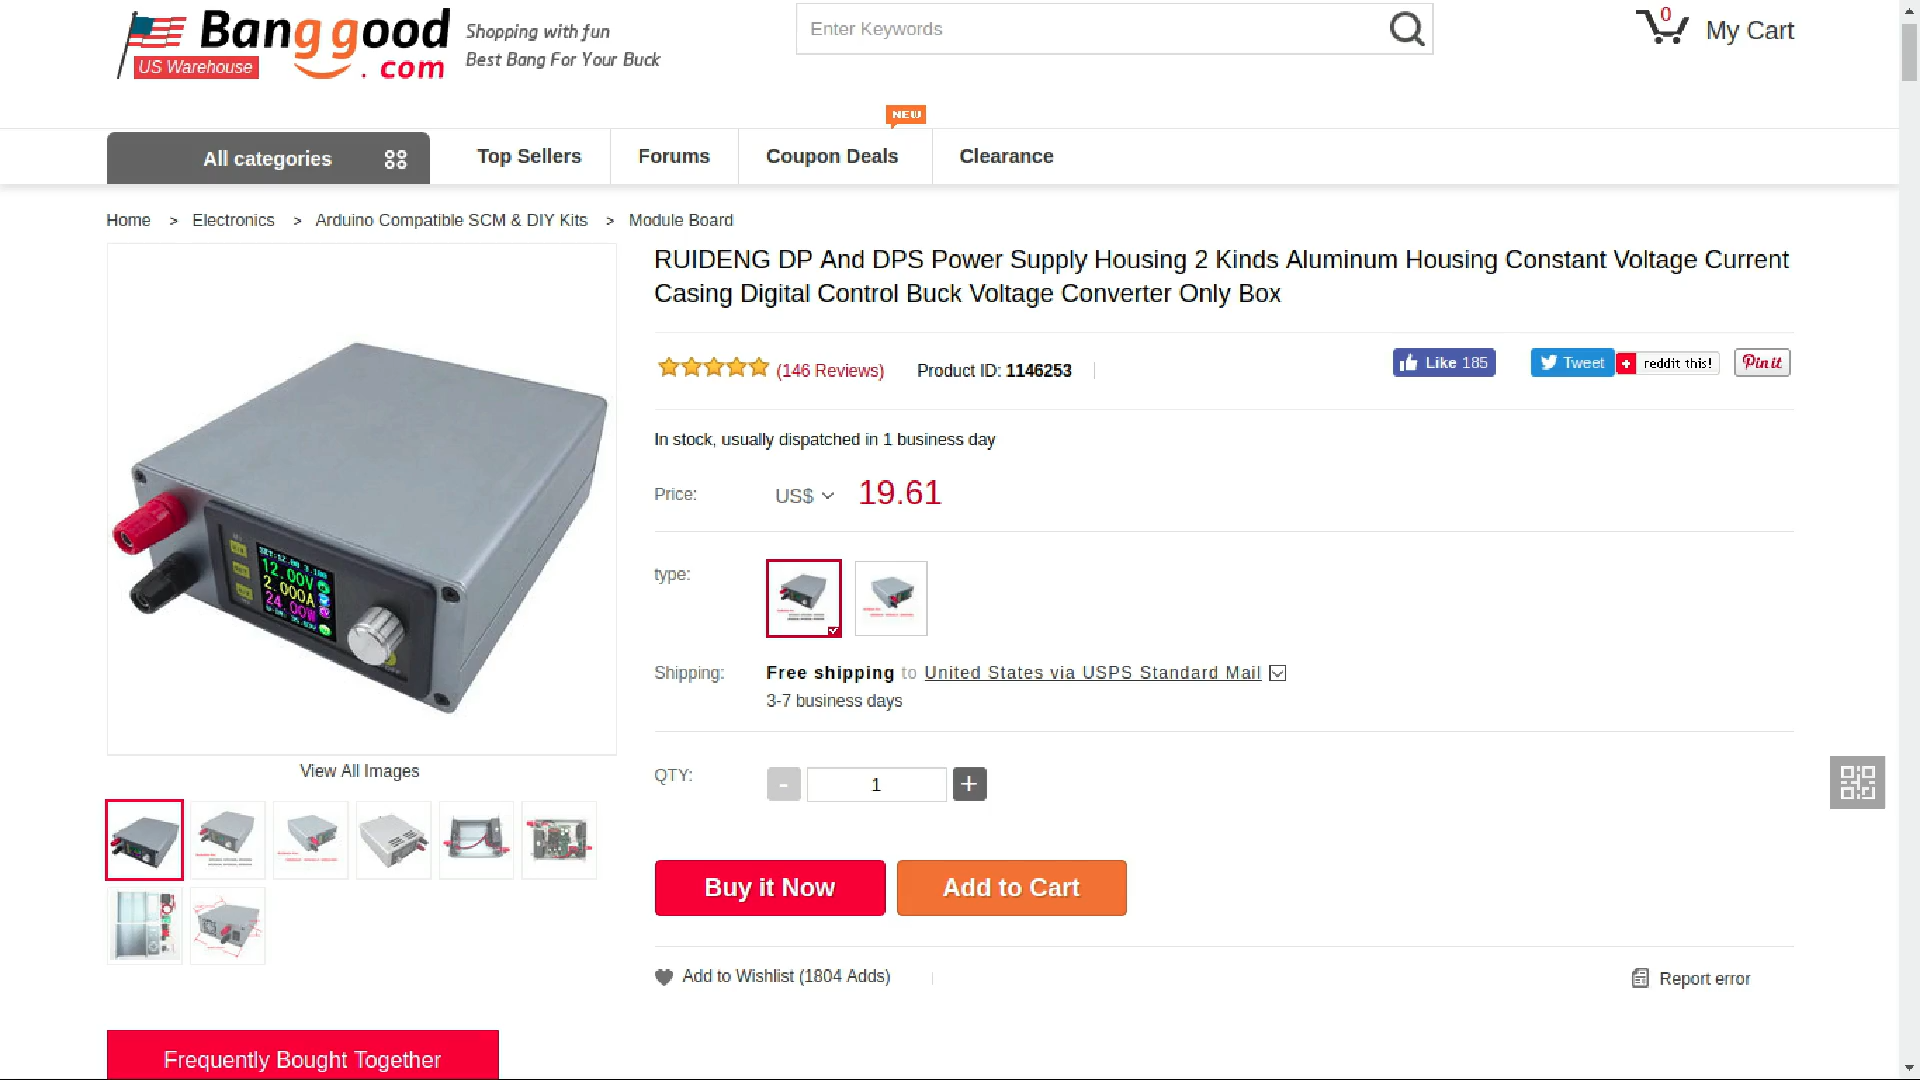 Banggood
.com
US Warehouse
Shopping with fun
Best Bang For Your Buck
Enter Keywords
0
My Cart
NEW
All categories
Top Sellers
Forums
Coupon Deals
Clearance
Home > Electronics > Arduino Compatible SCM & DIY Kits > Module Board
RUIDENG DP And DPS Power Supply Housing 2 Kinds Aluminum Housing Constant Voltage Current
Casing Digital Control Buck Voltage Converter Only Box
(146 Reviews)
Product ID: 1146253
Like 185
Tweet
reddit this!
Pin it
In stock, usually dispatched in 1 business day
Price:
US$
19.61
12.00V
2.000A
24.00W
type:
Shipping:
Free shipping to United States via USPS Standard Mail
3-7 business days
QTY:
-
1
+
View All Images
Buy it Now
Add to Cart
Add to Wishlist (1804 Adds)
Report error
Frequently Bought Together